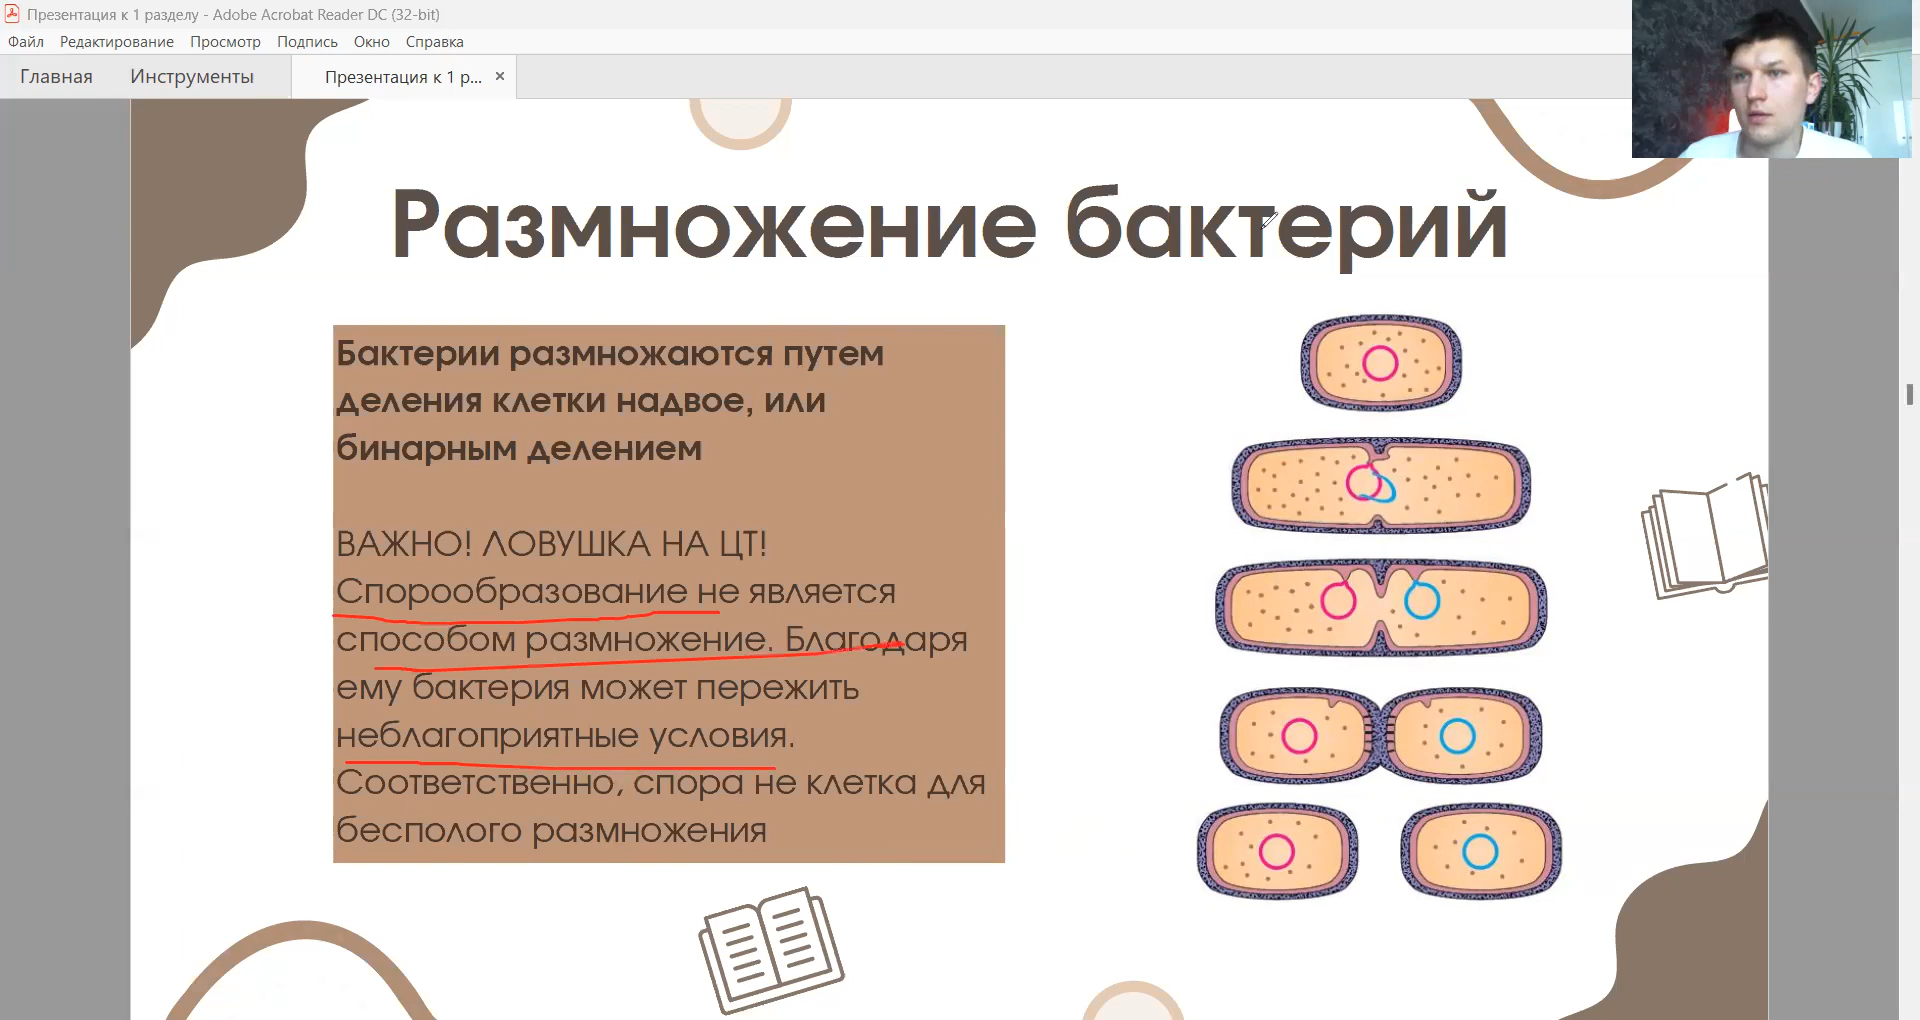 Презентация к 1 разделу - Adobe Acrobat Reader DC (32-bit)
Файл Редактирование Просмотр Подпись Окно Справка
Главная Инструменты Презентация к 1 р... ×
Размножение бактерий
Бактерии размножаются путем
деления клетки надвое, или
бинарным делением
ВАЖНО! ЛОВУШКА НА ЦТ!
Спорообразование не является
способом размножение. Благодаря
ему бактерия может пережить
неблагоприятные условия.
Соответственно, спора не клетка для
бесполого размножения